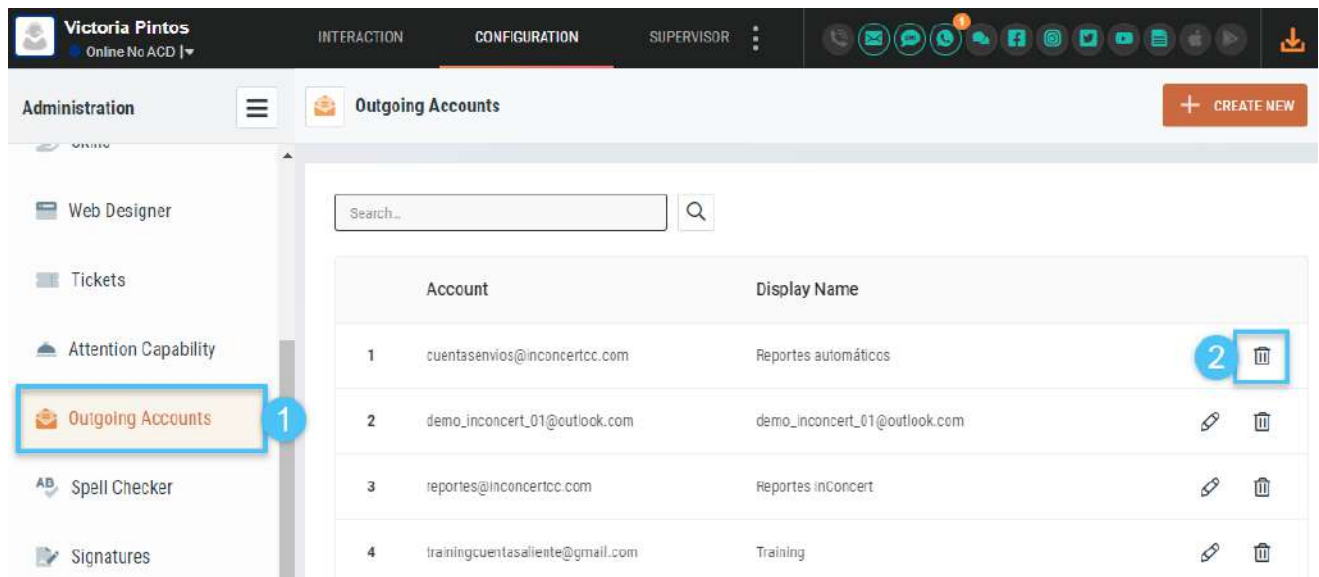 Victoria Pintos
Online No ACD
INTERACTION
CONFIGURATION
SUPERVISOR
1
Administration
Outgoing Accounts
+ CREATE NEW
Skills
Web Designer
Search...
Tickets
Account Display Name
Attention Capability
1 cuentasenvios@inconcertcc.com Reportes automáticos 2
Outgoing Accounts 1
2 demo_inconcert_01@outlook.com demo_inconcert_01@outlook.com
AB Spell Checker
3 reportes@inconcertcc.com Reportes inConcert
Signatures
4 trainingcuentasaliente@gmail.com Training